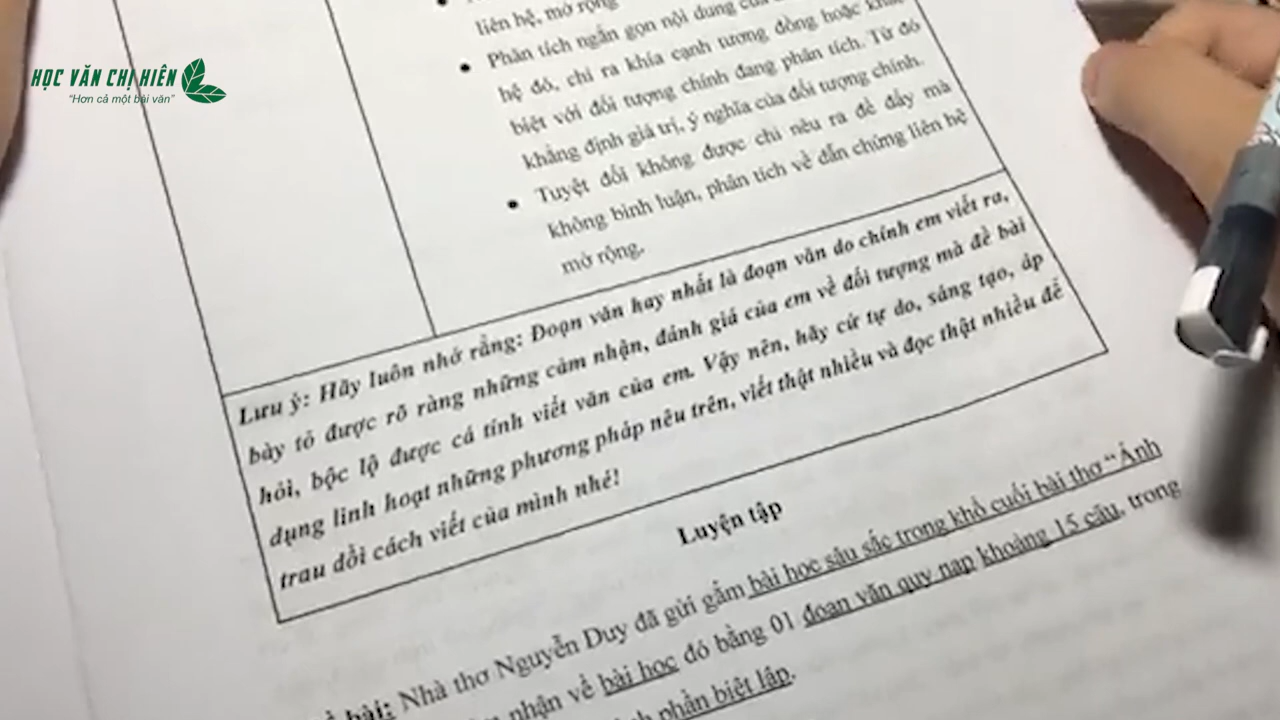 HỌC VĂN CHỊ HIÊN
“Hơn cả một bài văn”
liên hệ, mở rộng
• Phân tích ngắn gọn nội dung của
hệ đó, chỉ ra khía cạnh tương đồng hoặc
biệt với đối tượng chính đang phân tích. Từ đó
khẳng định giá trị, ý nghĩa của đối tượng chính.
• Tuyệt đối không được chỉ nêu ra để đấy mà
không bình luận, phân tích về dẫn chứng liên hệ
mở rộng.
Lưu ý: Hãy luôn nhớ rằng: Đoạn văn hay nhất là đoạn văn do chính em viết ra,
bày tỏ được rõ ràng những cảm nhận, đánh giá của em về đối tượng mà đề bài
hỏi, bộc lộ được cá tính viết văn của em. Vậy nên, hãy cứ tự do, sáng tạo, áp
dụng linh hoạt những phương pháp nêu trên, viết thật nhiều và đọc thật nhiều để
trau dồi cách viết của mình nhé!
Luyện tập
bài: Nhà thơ Nguyễn Duy đã gửi gắm bài học sâu sắc trong khổ cuối bài thơ “Ánh
nhận về bài học đó bằng 01 đoạn văn quy nạp khoảng 15 câu, trong
phần biệt lập.